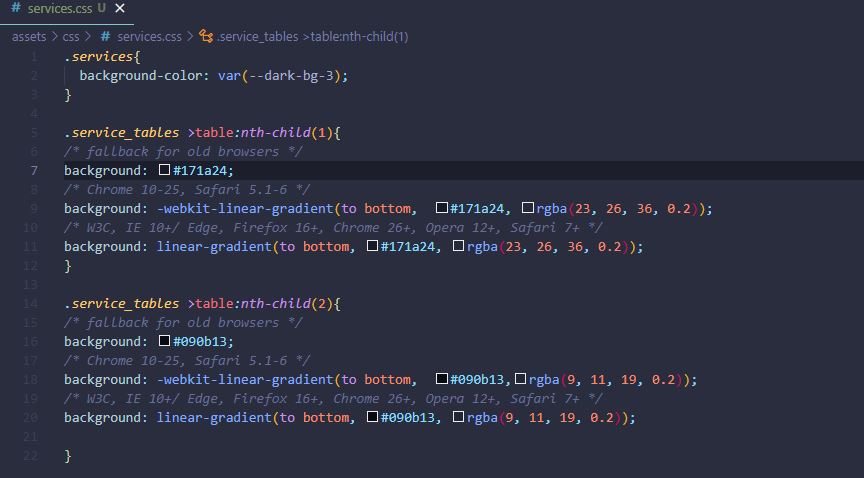 # services.css U ×
assets > css > # services.css > .service_tables >table:nth-child(1)
1 .services{
2 background-color: var(--dark-bg-3);
3 }
4
5 .service_tables >table:nth-child(1){
6 /* fallback for old browsers */
7 background: #171a24;
8 /* Chrome 10-25, Safari 5.1-6 */
9 background: -webkit-linear-gradient(to bottom, #171a24, rgba(23, 26, 36, 0.2));
10 /* W3C, IE 10+/ Edge, Firefox 16+, Chrome 26+, Opera 12+, Safari 7+ */
11 background: linear-gradient(to bottom, #171a24, rgba(23, 26, 36, 0.2));
12 }
13
14 .service_tables >table:nth-child(2){
15 /* fallback for old browsers */
16 background: #090b13;
17 /* Chrome 10-25, Safari 5.1-6 */
18 background: -webkit-linear-gradient(to bottom, #090b13,rgba(9, 11, 19, 0.2));
19 /* W3C, IE 10+/ Edge, Firefox 16+, Chrome 26+, Opera 12+, Safari 7+ */
20 background: linear-gradient(to bottom, #090b13, rgba(9, 11, 19, 0.2));
21
22 }